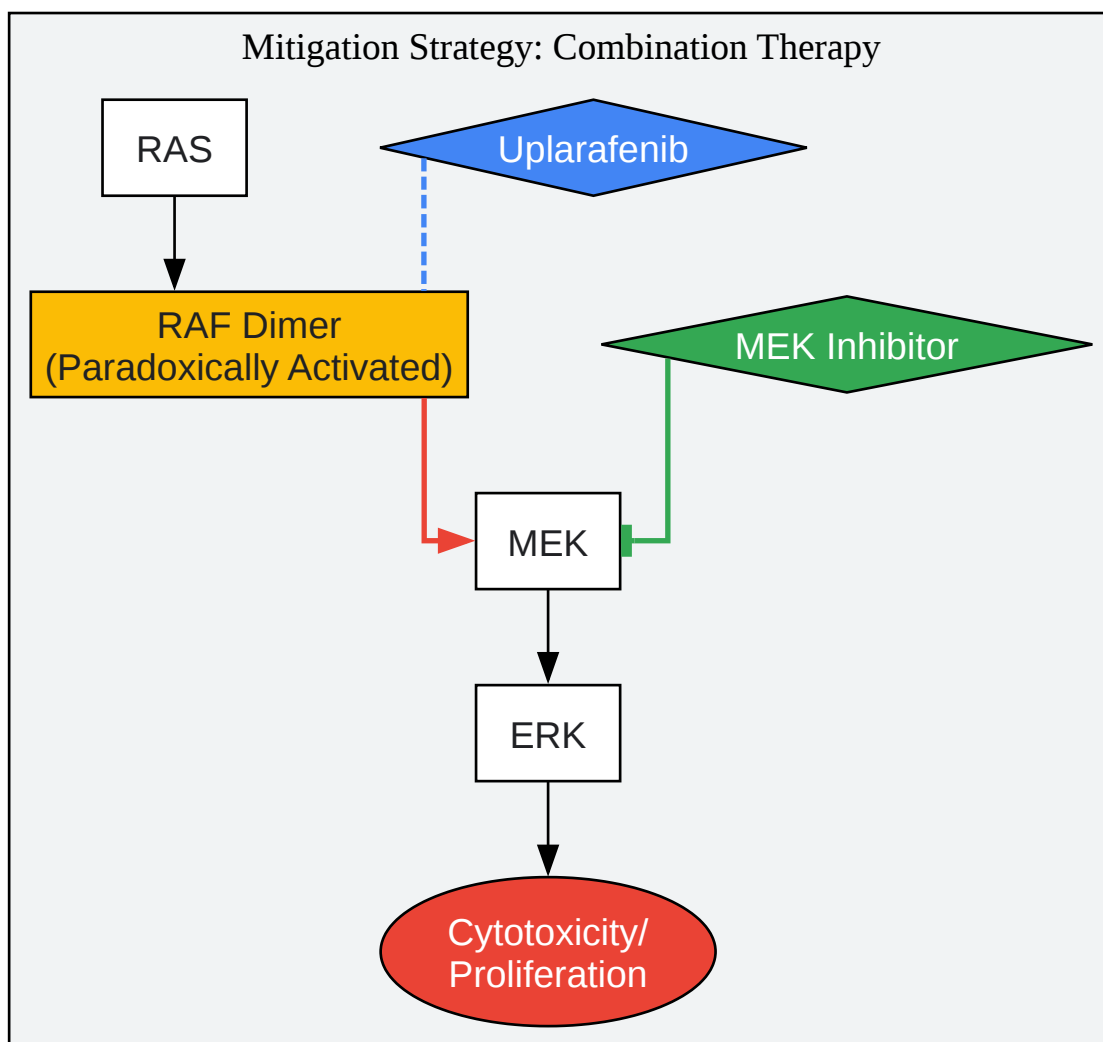 Mitigation Strategy: Combination Therapy
RAS
Uplarafenib
RAF Dimer
(Paradoxically Activated)
MEK Inhibitor
MEK
ERK
Cytotoxicity/
Proliferation